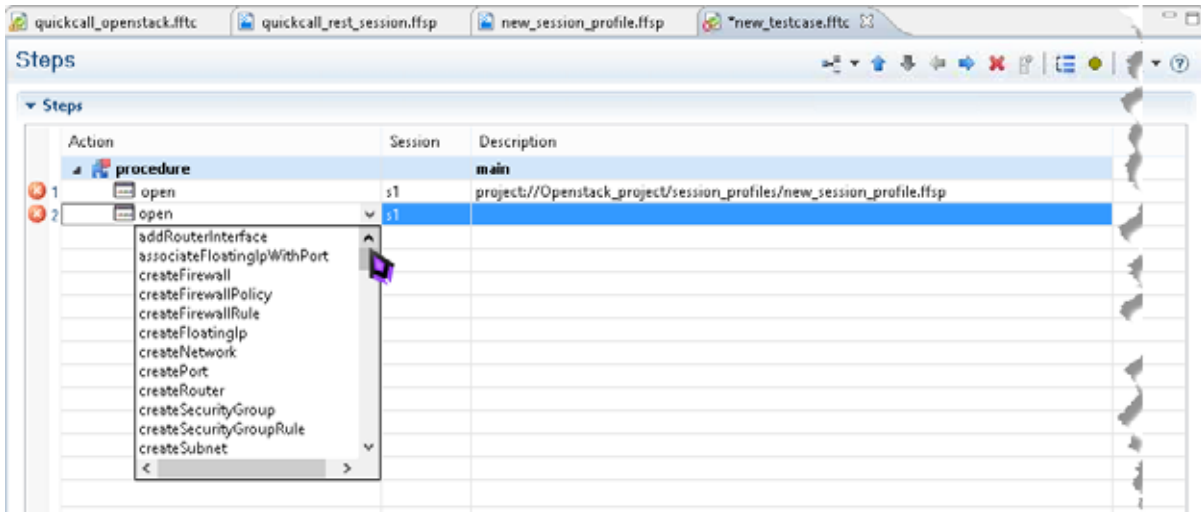 quickcall_openstack.fftc quickcall_rest_session.ffsp new_session_profile.ffsp *new_testcase.fftc
Steps
Steps
Action Session Description
procedure main
1 open s1 project://Openstack_project/session_profiles/new_session_profile.ffsp
2 open s1
addRouterInterface
associateFloatingIpWithPort
createFirewall
createFirewallPolicy
createFirewallRule
createFloatingIp
createNetwork
createPort
createRouter
createSecurityGroup
createSecurityGroupRule
createSubnet